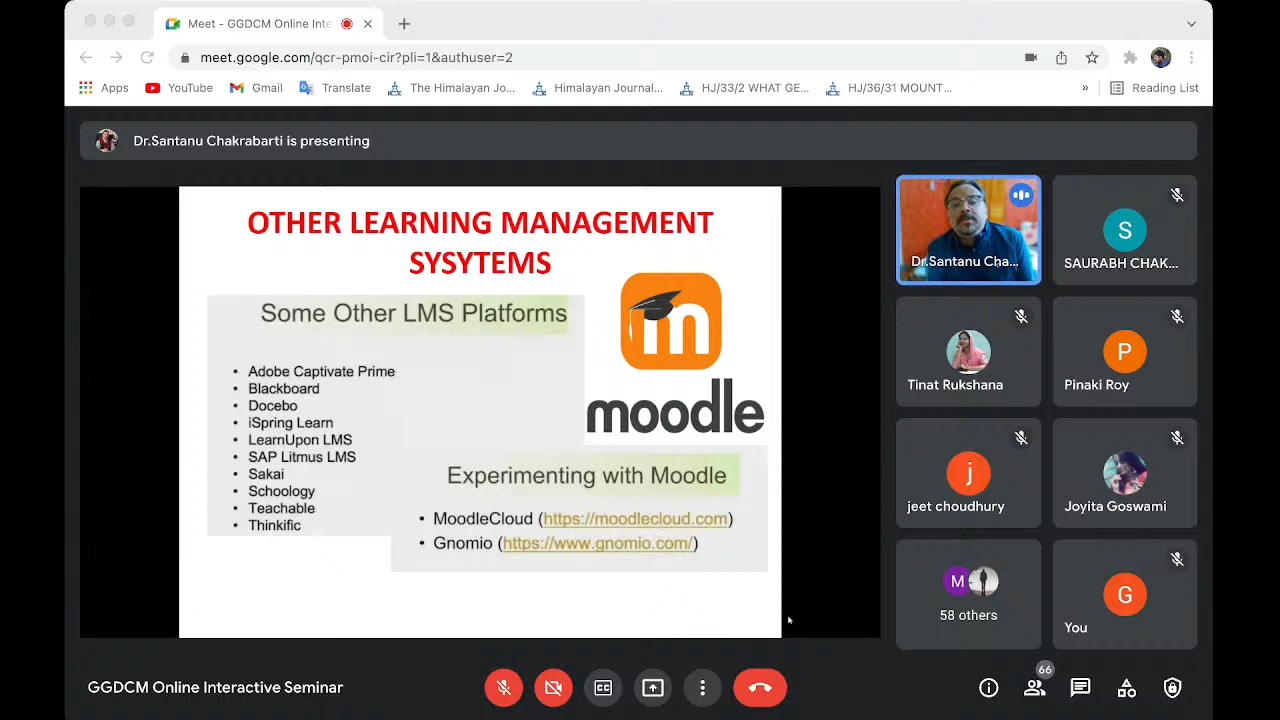 Meet - GGDCM Online Inte
meet.google.com/qcr-pmoi-cir?pli=1&authuser=2
Apps YouTube Gmail Translate The Himalayan Jo... Himalayan Journal... HJ/33/2 WHAT GE... HJ/36/31 MOUNT... » Reading List
Dr.Santanu Chakrabarti is presenting
OTHER LEARNING MANAGEMENT
SYSYTEMS
Some Other LMS Platforms
• Adobe Captivate Prime
• Blackboard
• Docebo
• iSpring Learn
• LearnUpon LMS
• SAP Litmus LMS
• Sakai
• Schoology
• Teachable
• Thinkific
m
moodle
Experimenting with Moodle
• MoodleCloud (https://moodlecloud.com)
• Gnomio (https://www.gnomio.com/)
Dr.Santanu Cha...
S
SAURABH CHAK...
Tinat Rukshana
P
Pinaki Roy
j
jeet choudhury
Joyita Goswami
M
58 others
G
You
GGDCM Online Interactive Seminar
CC
66